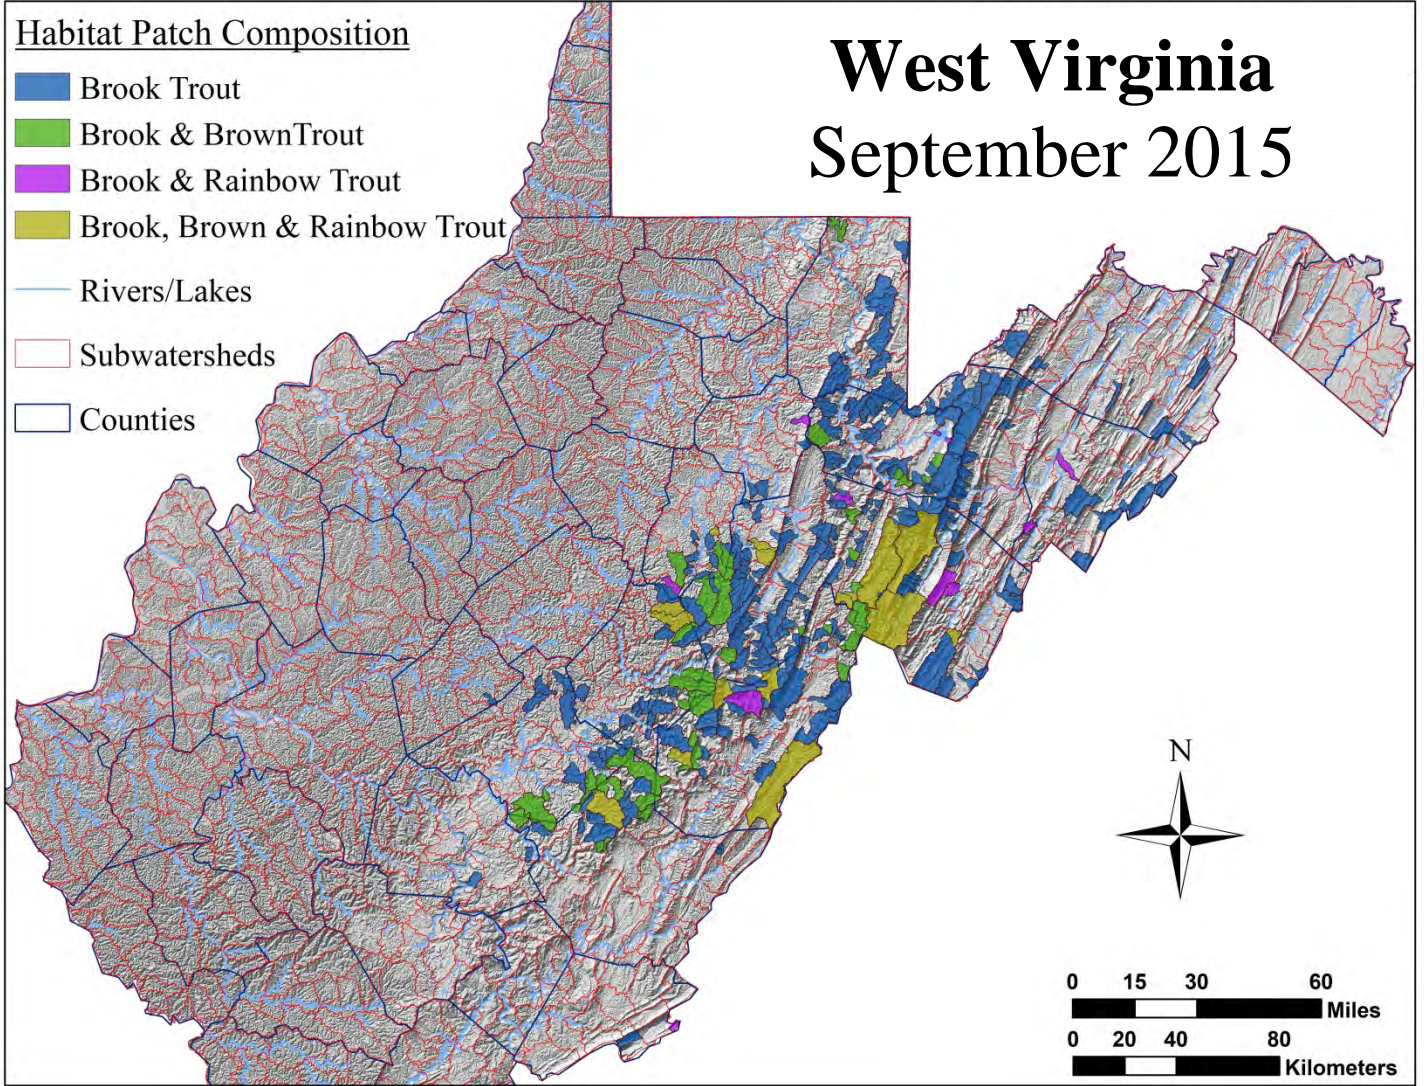 Habitat Patch Composition
Brook Trout
Brook & BrownTrout
Brook & Rainbow Trout
Brook, Brown & Rainbow Trout
Rivers/Lakes
Subwatersheds
Counties
West Virginia
September 2015
N
0 15 30 60
Miles
0 20 40 80
Kilometers